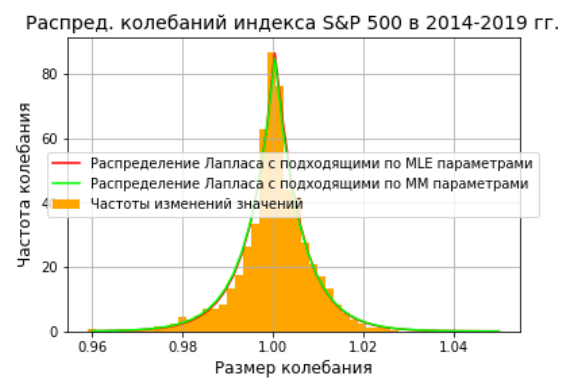 Распред. колебаний индекса S&P 500 в 2014-2019 гг.
Частота колебания
80
60
Распределение Лапласа с подходящими по MLE параметрами
Распределение Лапласа с подходящими по ММ параметрами
4
Частоты изменений значений
20
0
0.96 0.98 1.00 1.02 1.04
Размер колебания